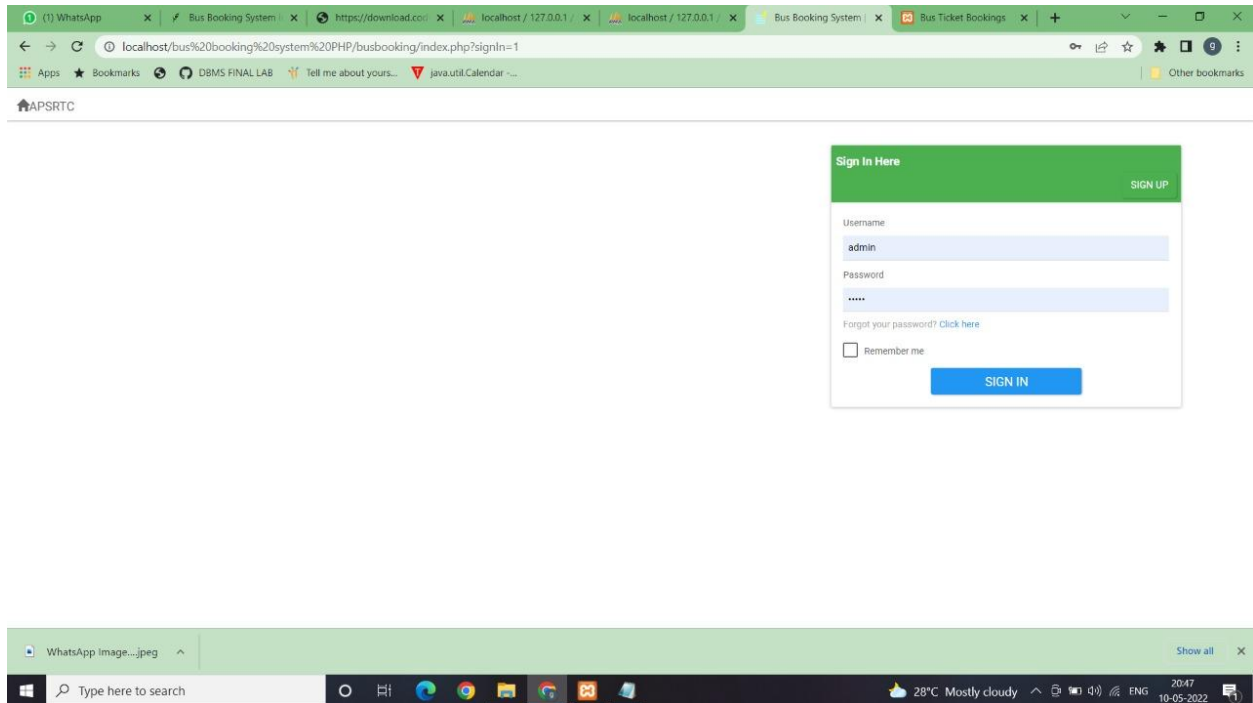 (1) WhatsApp
Bus Booking System i
https://download.cod
localhost / 127.0.0.1 /
localhost / 127.0.0.1 /
Bus Booking System |
Bus Ticket Bookings
localhost/bus%20booking%20system%20PHP/busbooking/index.php?signIn=1
9
Apps
Bookmarks
DBMS FINAL LAB
Tell me about yours...
java.util.Calendar -...
Other bookmarks
APSRTC
Sign In Here
SIGN UP
Username
admin
Password
•••••
Forgot your password? Click here
Remember me
SIGN IN
WhatsApp Image....jpeg
Show all
Type here to search
28°C Mostly cloudy
ENG
20:47
10-05-2022
1